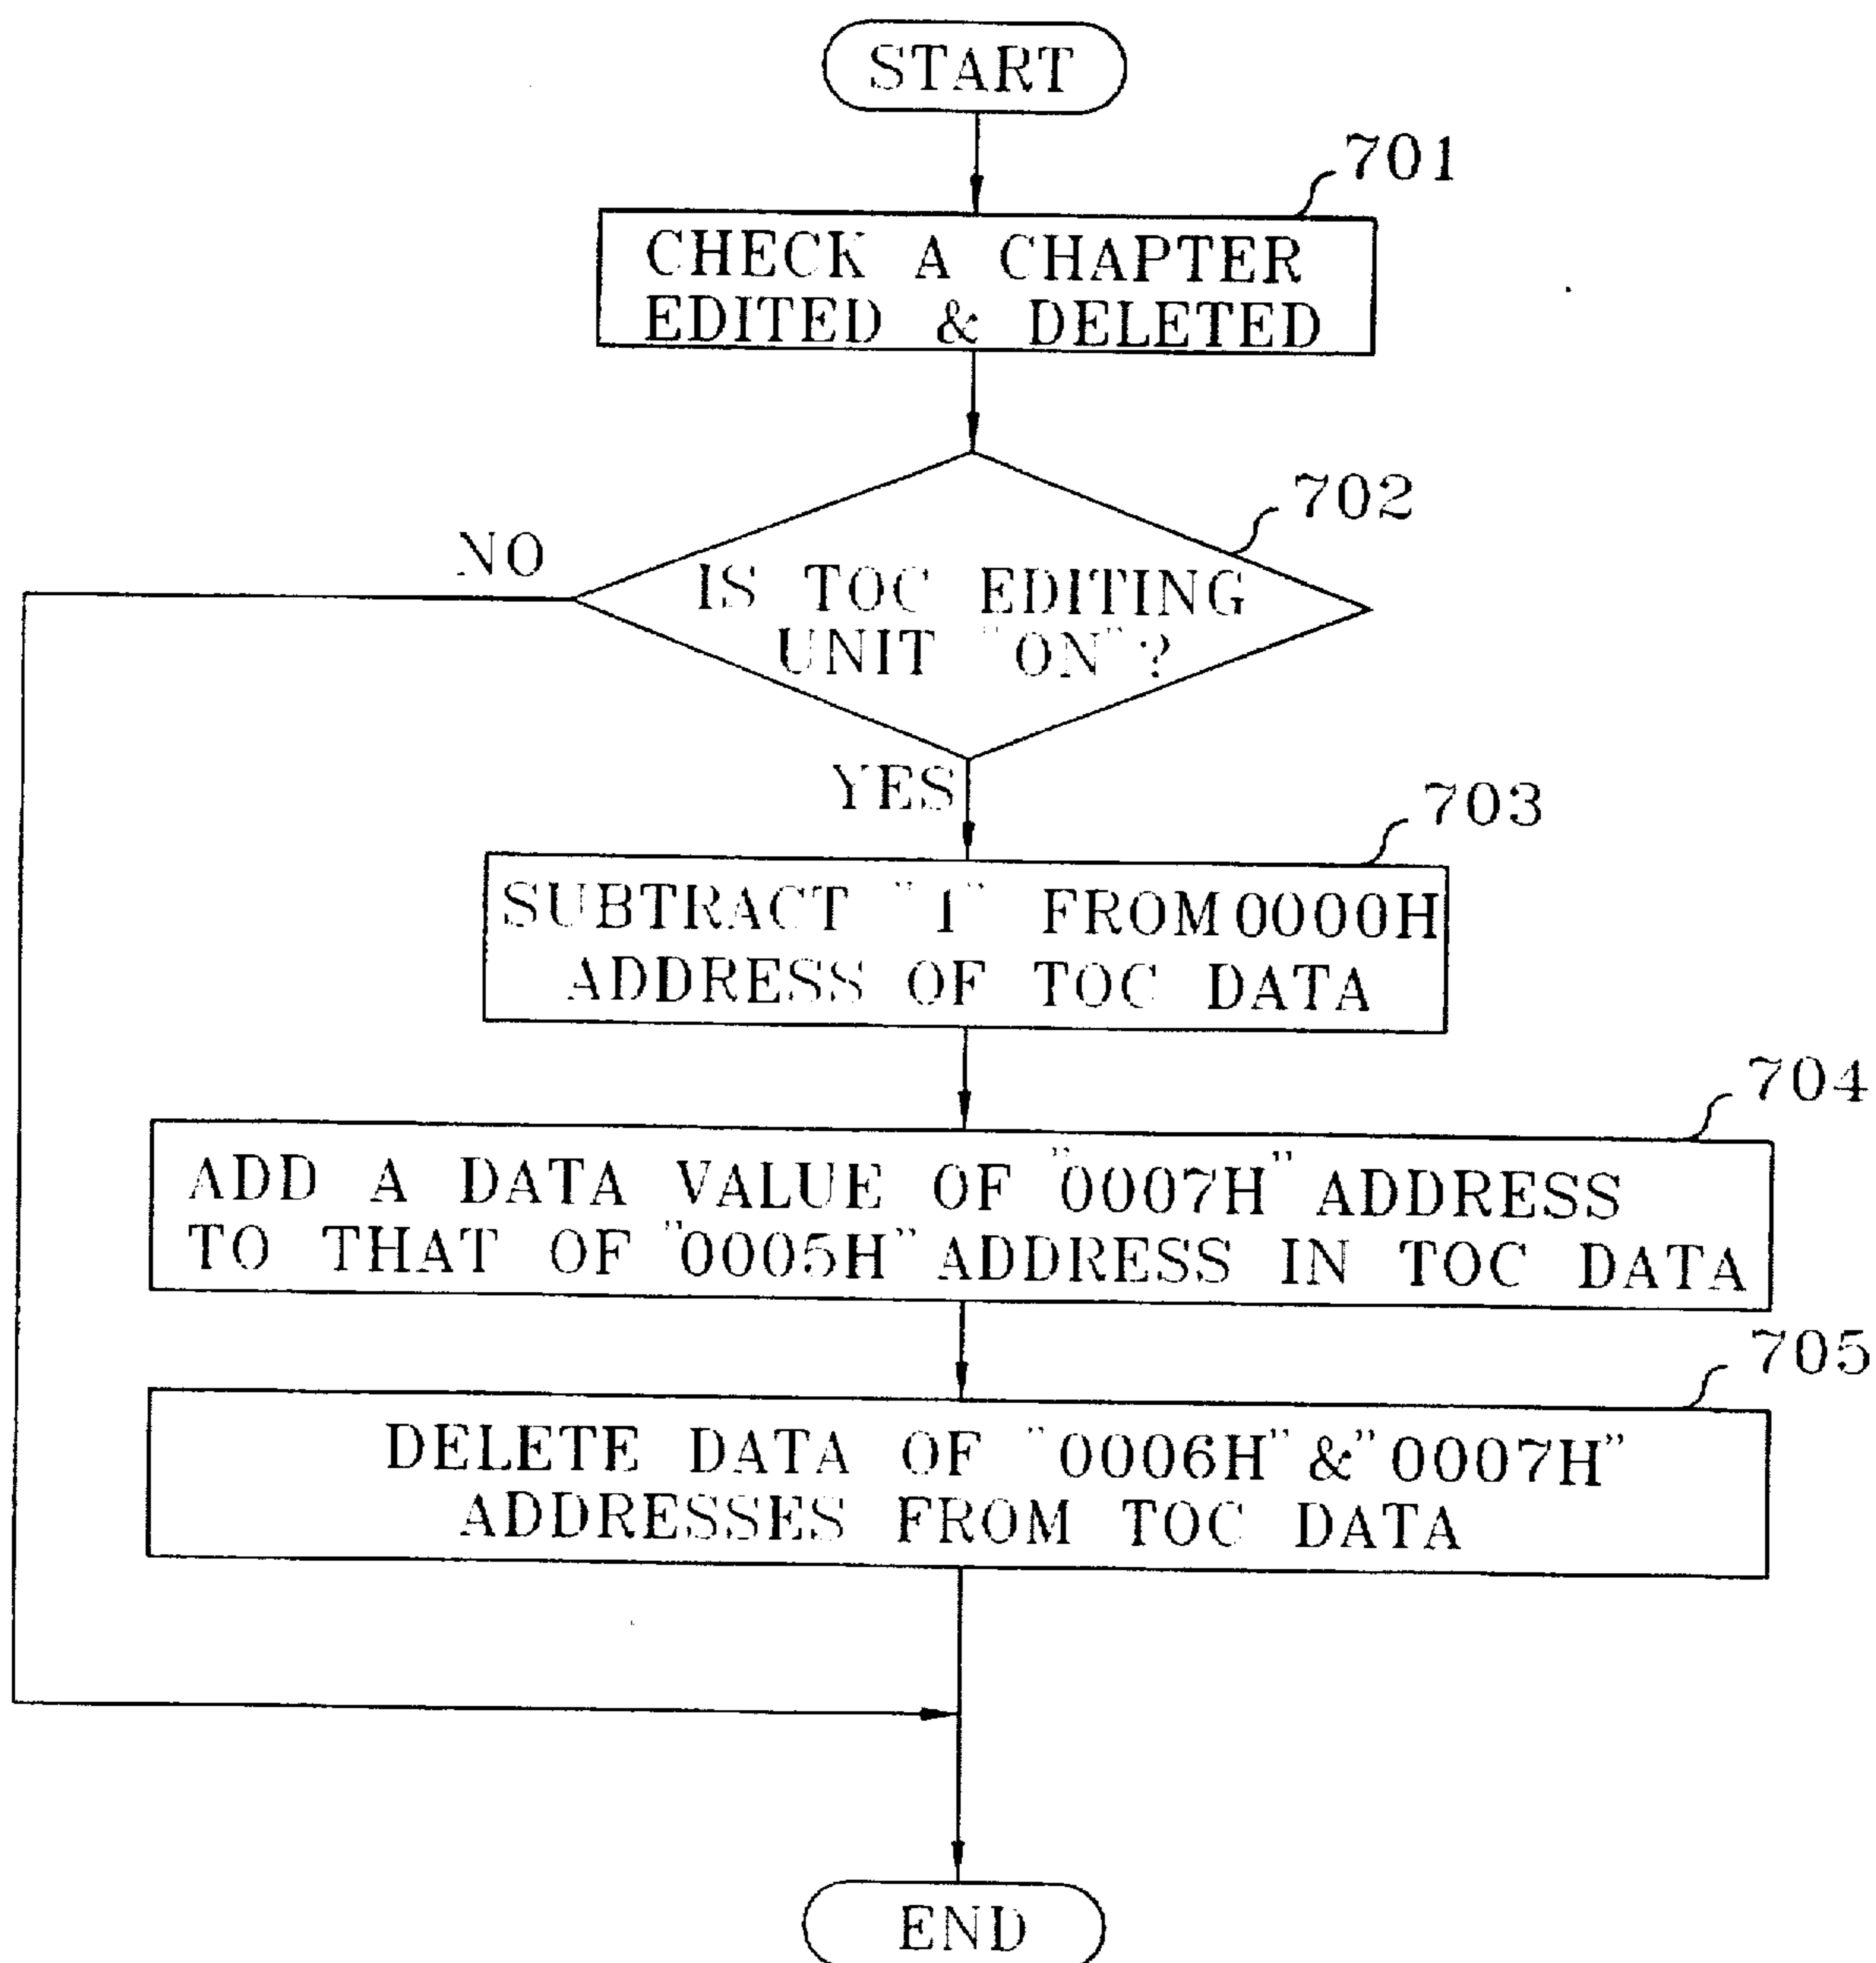 START
701
CHECK A CHAPTER
EDITED & DELETED
702
NO
IS TOC EDITING
UNIT "ON"?
YES
703
SUBTRACT "1" FROM 0000H
ADDRESS OF TOC DATA
704
ADD A DATA VALUE OF "0007H" ADDRESS
TO THAT OF "0005H" ADDRESS IN TOC DATA
705
DELETE DATA OF "0006H" & "0007H"
ADDRESSES FROM TOC DATA
END